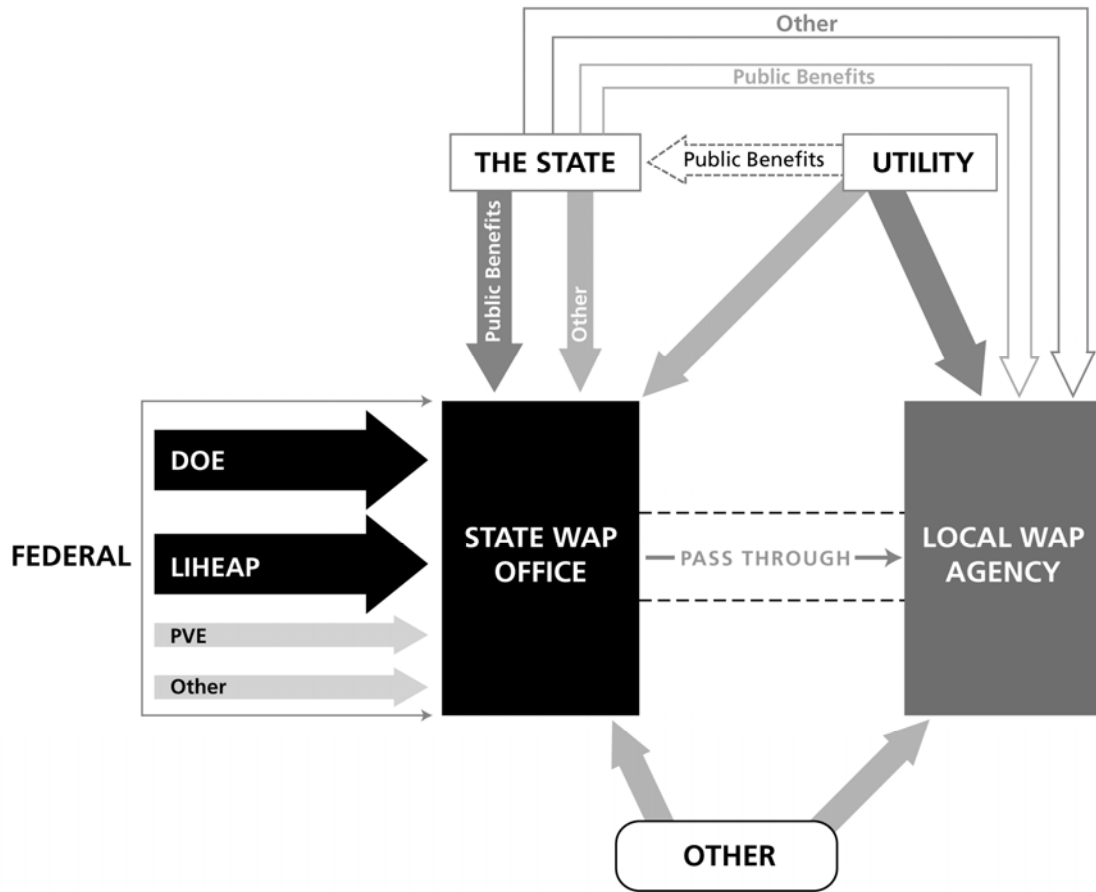 Other
Public Benefits
THE STATE
Public Benefits
UTILITY
Public Benefits
Other
FEDERAL
DOE
LIHEAP
PVE
Other
STATE WAP
OFFICE
PASS THROUGH
LOCAL WAP
AGENCY
OTHER